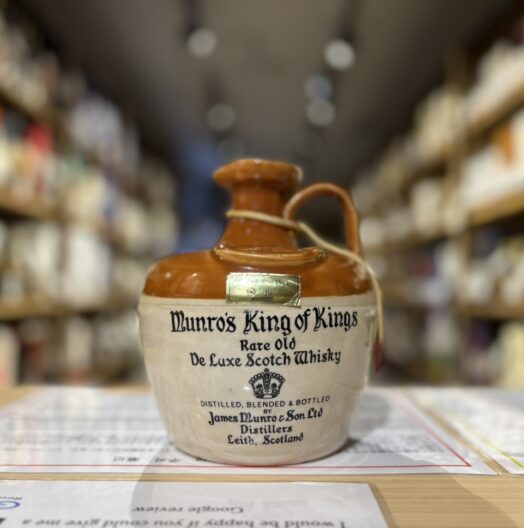 Munro's King of Kings
Rare Old
De Luxe Scotch Whisky
DISTILLED, BLENDED & BOTTLED
BY
James Munro & Son Ltd
Distillers
Leith, Scotland
Google review
I would be happy if you could give me a